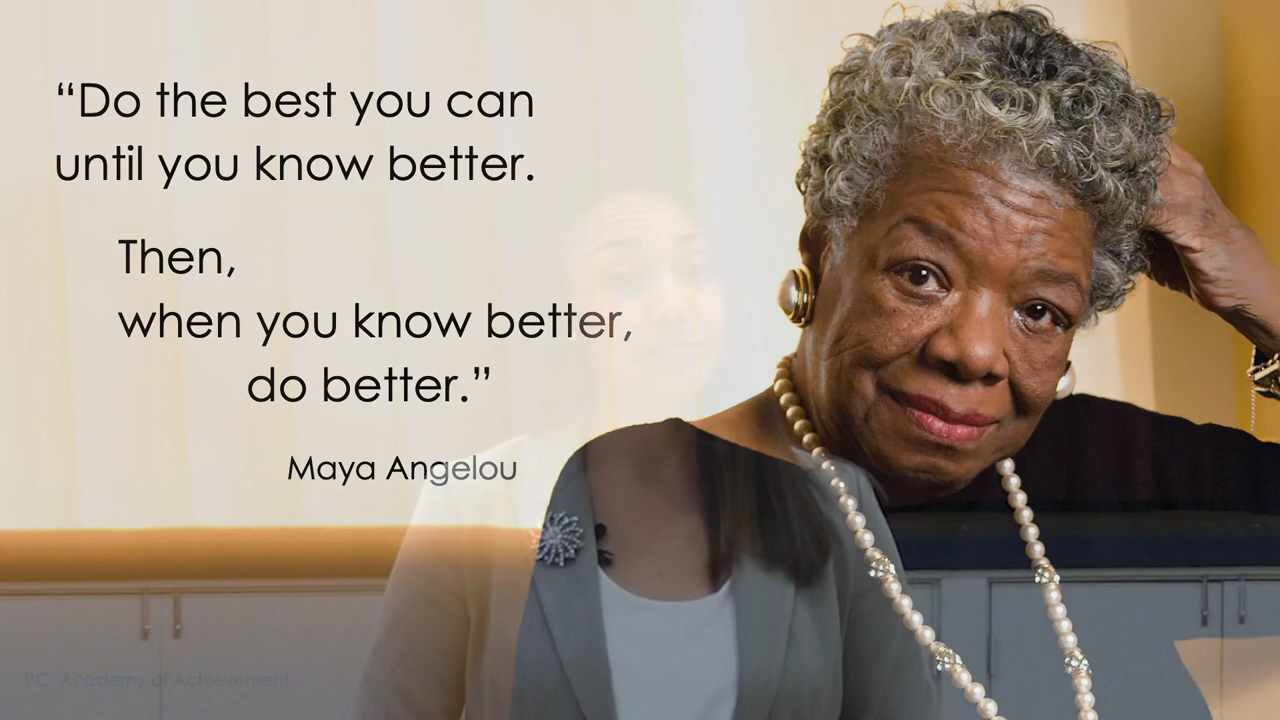 “Do the best you can
until you know better.
Then,
when you know better,
do better.”
Maya Angelou
PC: Academy of Achievement